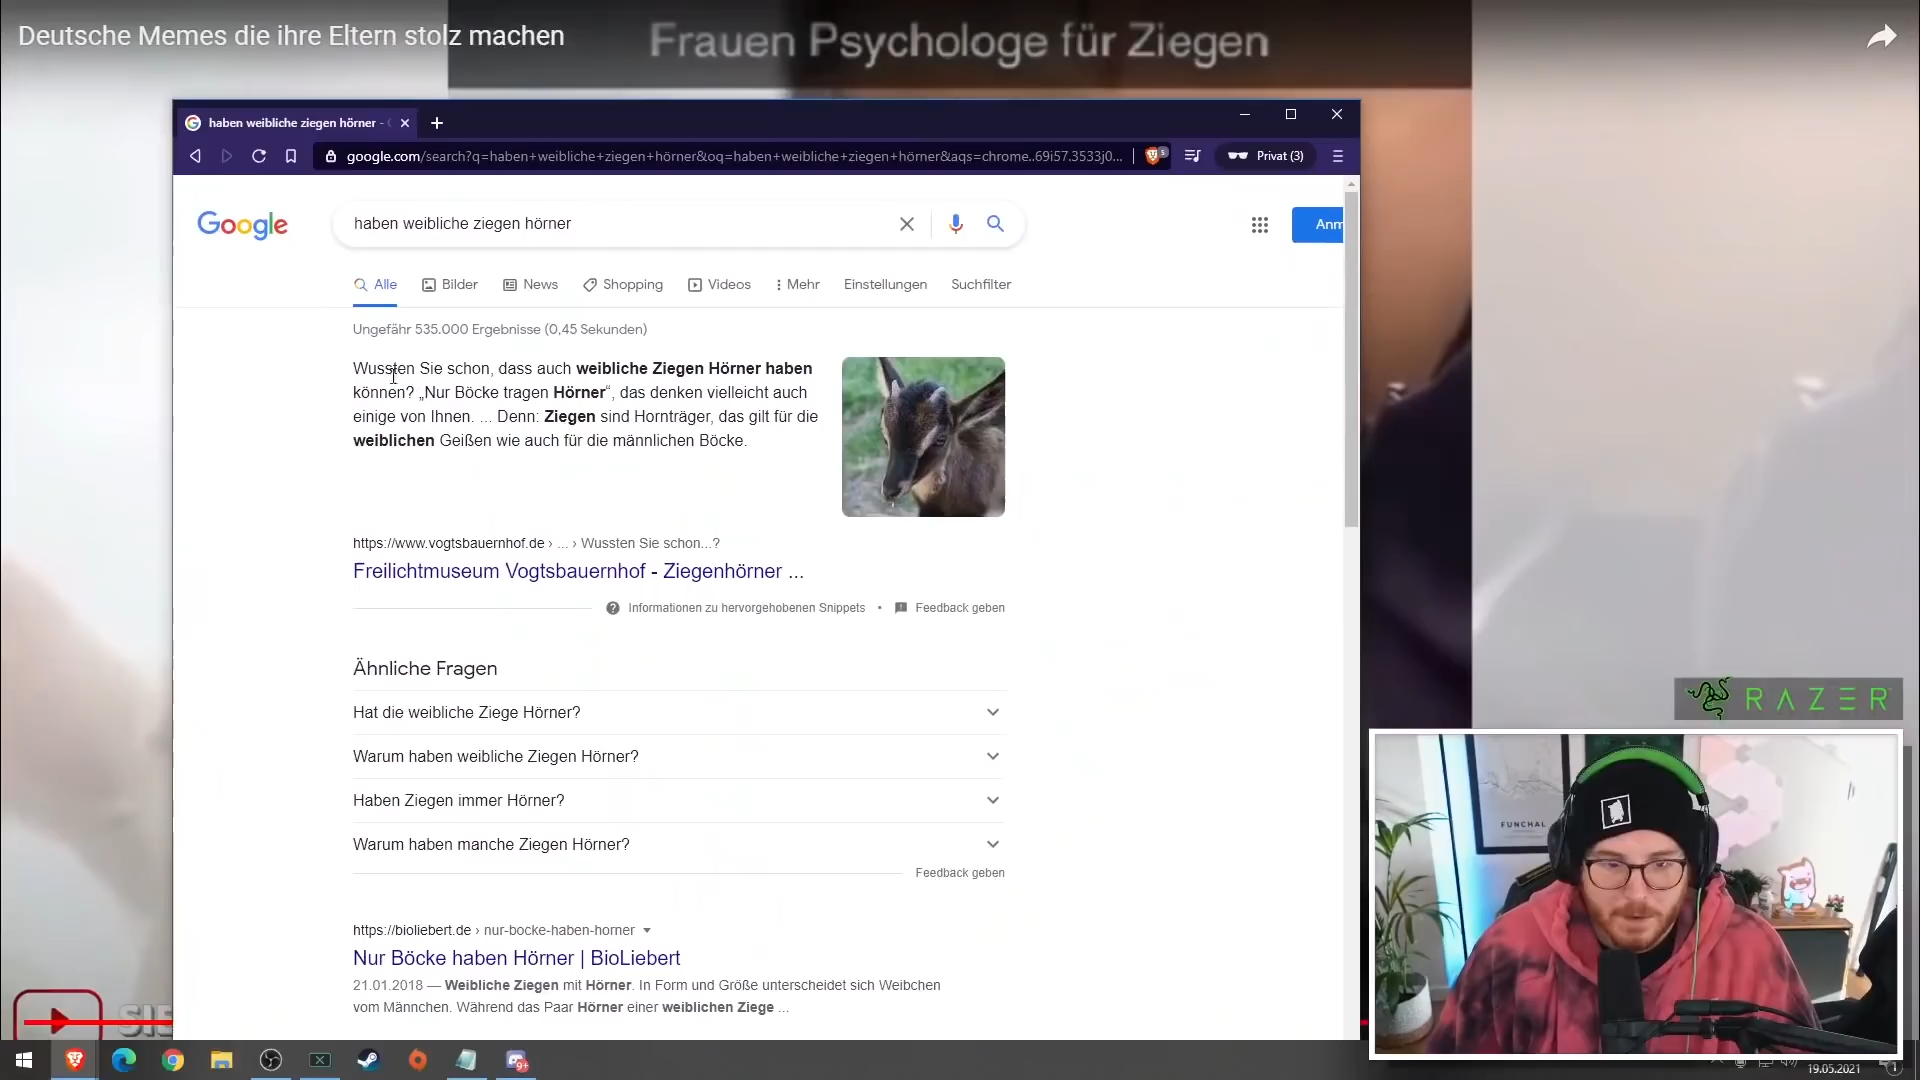 Deutsche Memes die ihre Eltern stolz machen
Frauen Psychologe für Ziegen
haben weibliche ziegen hörner -
google.com/search?q=haben+weibliche+ziegen+hörner&oq=haben+weibliche+ziegen+hörner&aqs=chrome..69i57.3533j0...
5
Privat (3)
Google
haben weibliche ziegen hörner
Anm
Alle
Bilder
News
Shopping
Videos
Mehr
Einstellungen
Suchfilter
Ungefähr 535.000 Ergebnisse (0,45 Sekunden)
Wussten Sie schon, dass auch weibliche Ziegen Hörner haben
können? „Nur Böcke tragen Hörner“, das denken vielleicht auch
einige von Ihnen. ... Denn: Ziegen sind Hornträger, das gilt für die
weiblichen Geißen wie auch für die männlichen Böcke.
https://www.vogtsbauernhof.de › ... › Wussten Sie schon...?
Freilichtmuseum Vogtsbauernhof - Ziegenhörner ...
Informationen zu hervorgehobenen Snippets • Feedback geben
Ähnliche Fragen
Hat die weibliche Ziege Hörner?
Warum haben weibliche Ziegen Hörner?
Haben Ziegen immer Hörner?
Warum haben manche Ziegen Hörner?
Feedback geben
https://bioliebert.de › nur-bocke-haben-horner
Nur Böcke haben Hörner | BioLiebert
21.01.2018 — Weibliche Ziegen mit Hörner. In Form und Größe unterscheidet sich Weibchen
vom Männchen. Während das Paar Hörner einer weiblichen Ziege ...
RAZER
FUNCHAL
SIE
9+
19.05.2021
1